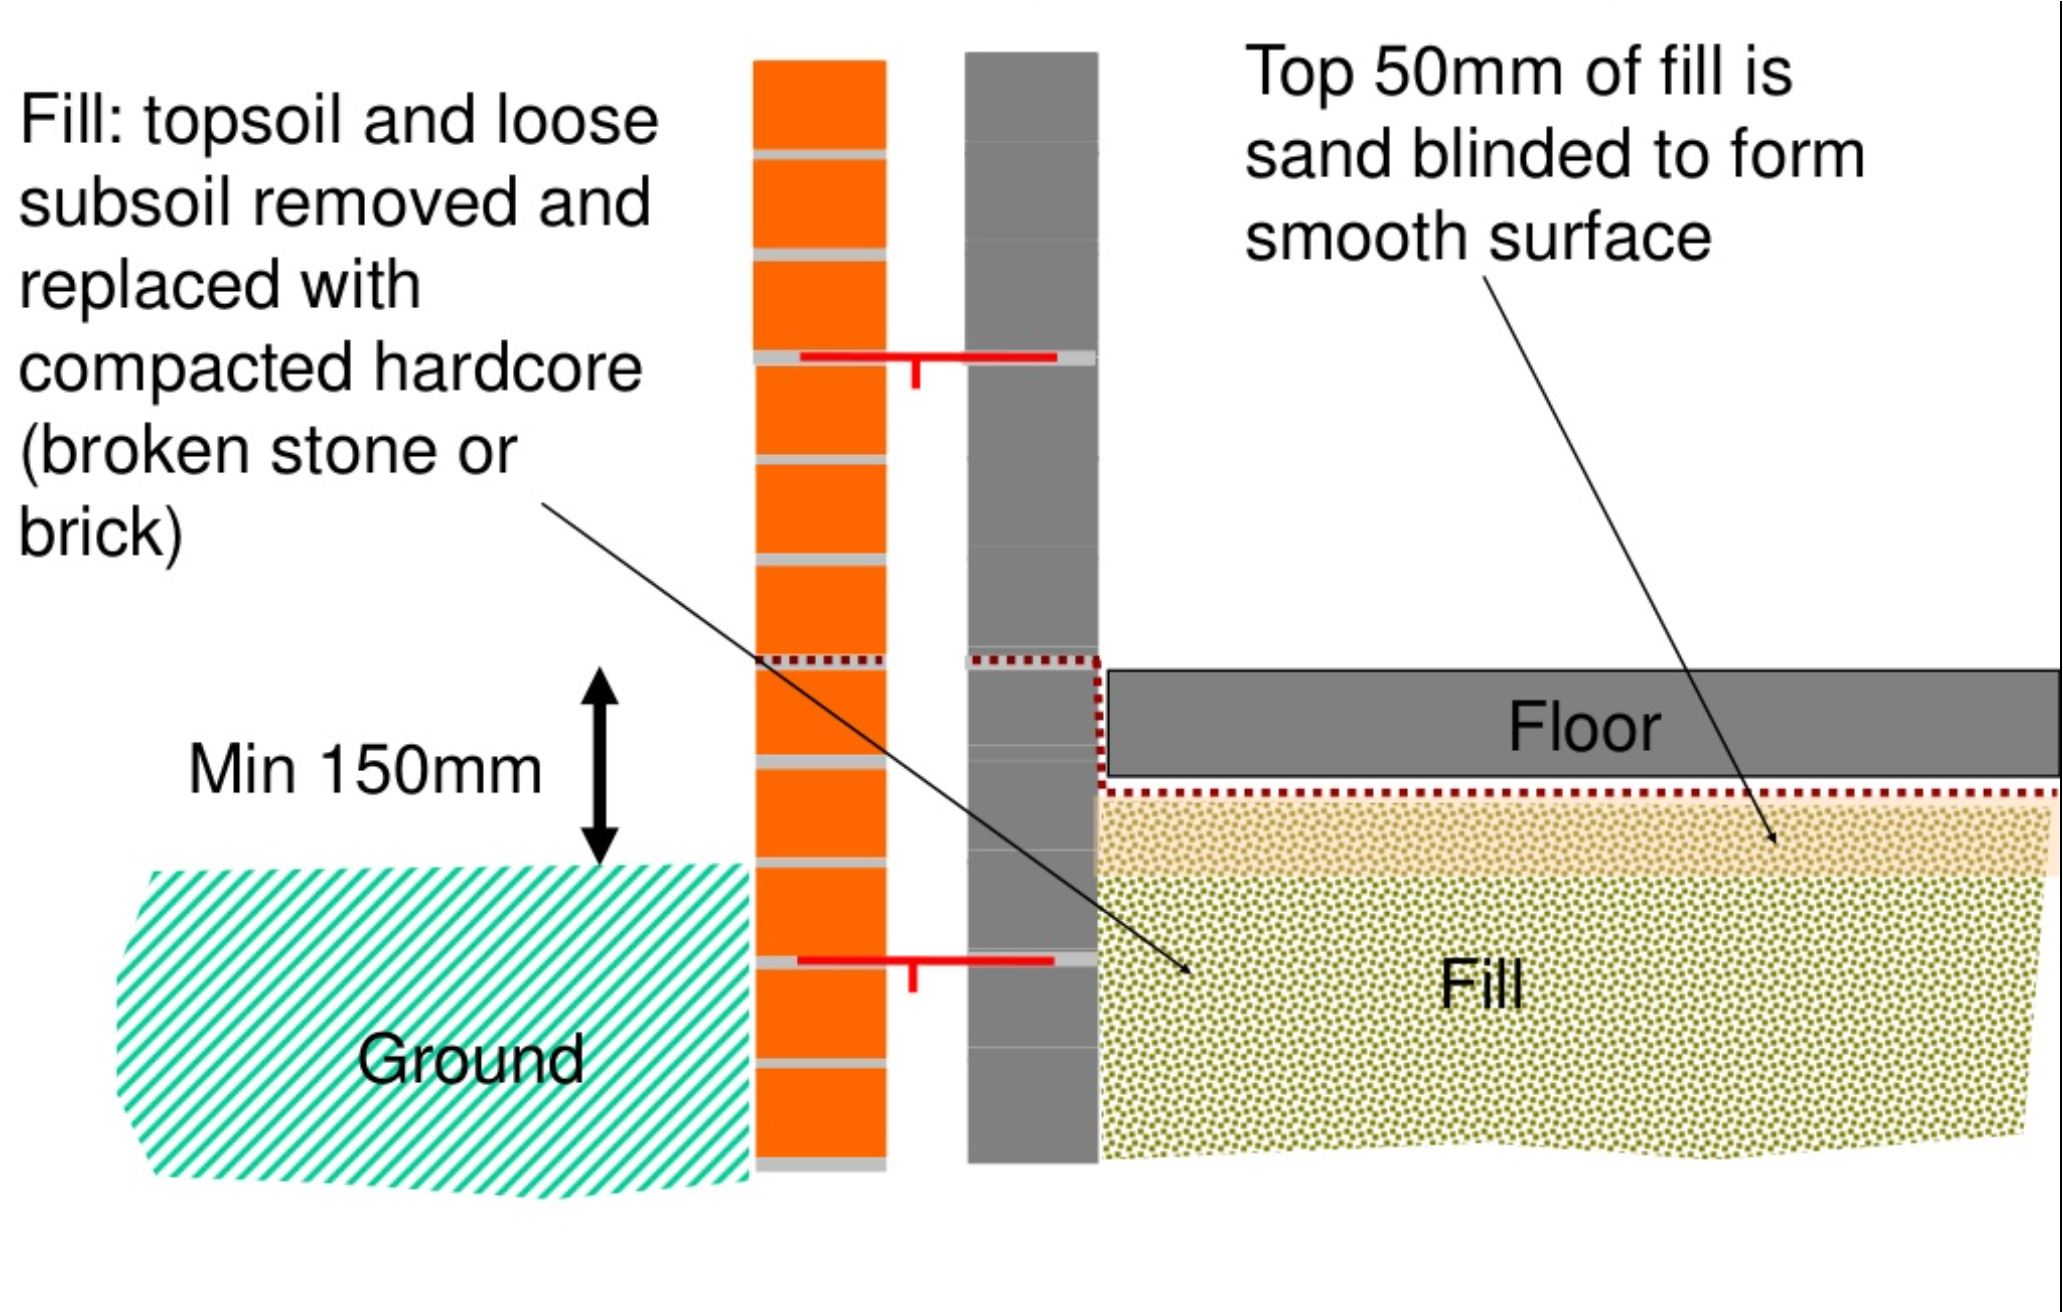 Fill: topsoil and loose
subsoil removed and
replaced with
compacted hardcore
(broken stone or
brick)
Top 50mm of fill is
sand blinded to form
smooth surface
Min 150mm
Floor
Fill
Ground